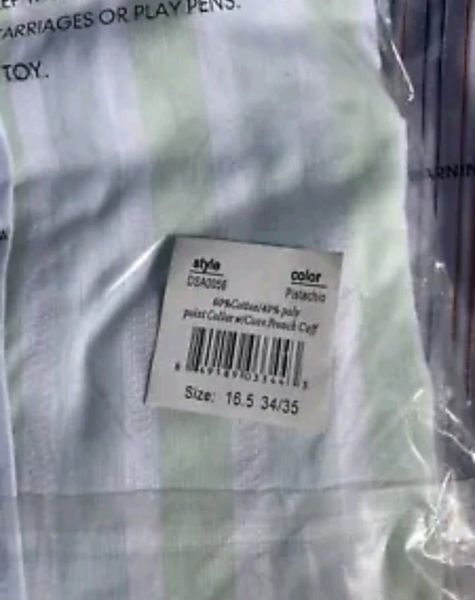 CARRIAGES OR PLAY PENS.
TOY.
style
DSA0056
color
Pistachio
60%Cotton/40% poly
point Collar w/Conv.French Cuff
Size: 16.5 34/35